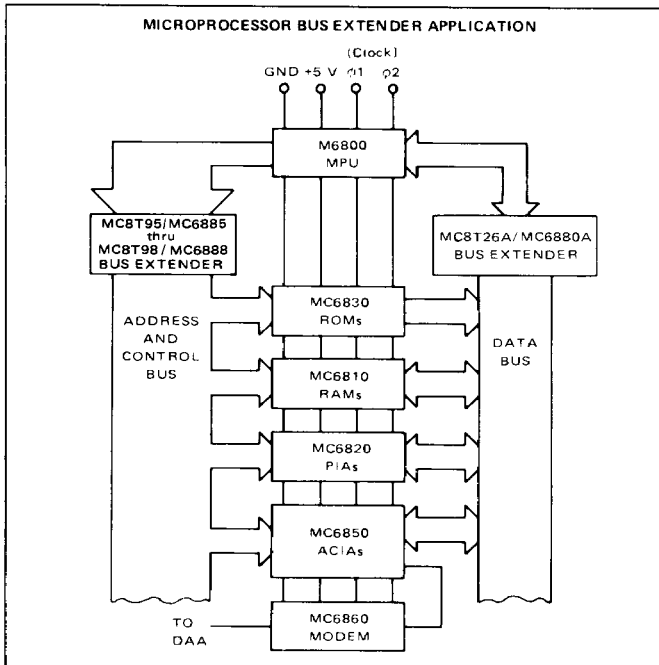 MICROPROCESSOR BUS EXTENDER APPLICATION
(Clock)
GND +5 V φ1 φ2
M6800
MPU
MC8T95/MC6885
thru
MC8T98/MC6888
BUS EXTENDER
MC8T26A/MC6880A
BUS EXTENDER
ADDRESS
AND
CONTROL
BUS
MC6830
ROMs
DATA
BUS
MC6810
RAMs
MC6820
PIAs
MC6850
ACIAs
TO
DAA
MC6860
MODEM